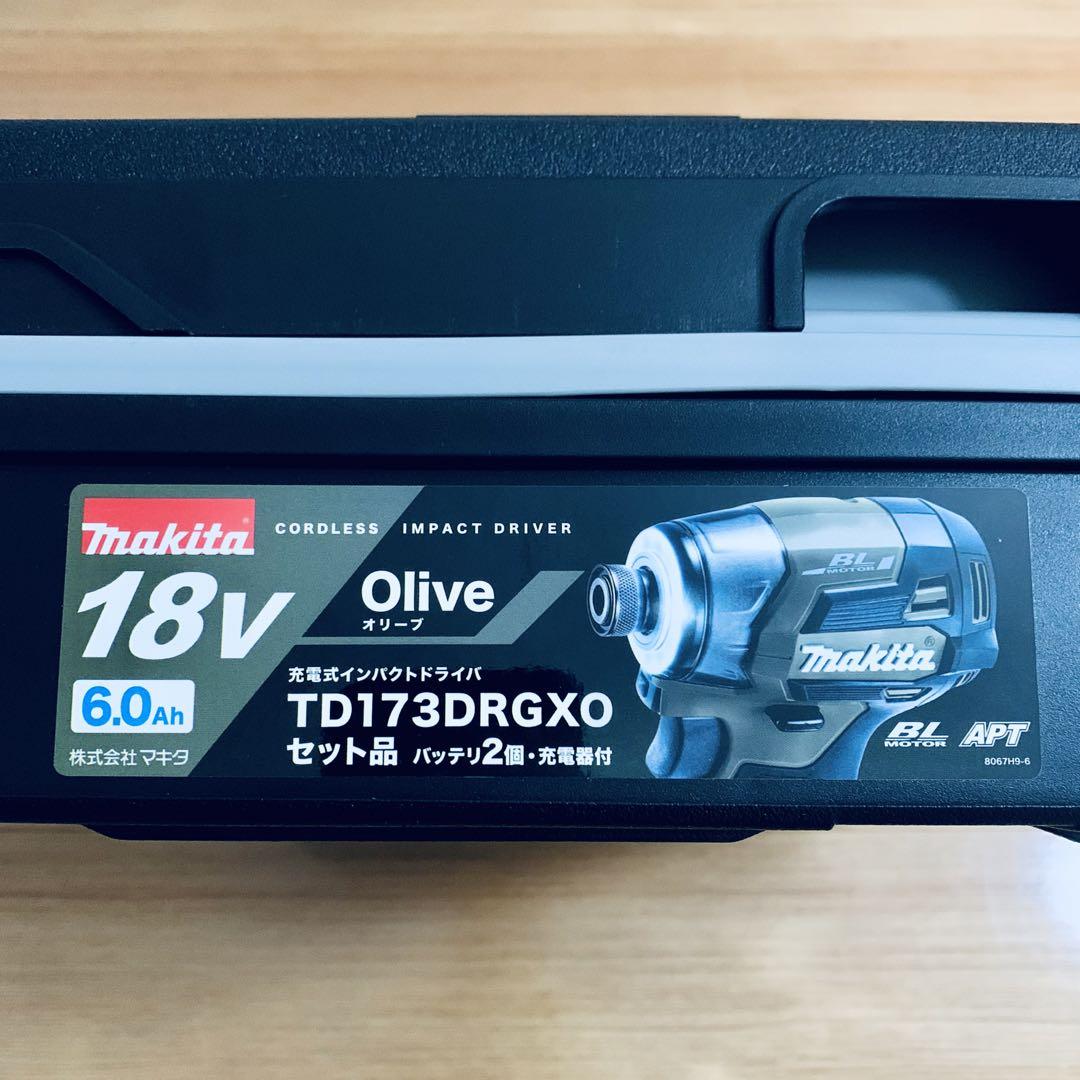 makita
CORDLESS IMPACT DRIVER
18V
Olive
オリーブ
6.0Ah
株式会社マキタ
充電式インパクトドライバ
TD173DRGXO
セット品 バッテリ2個・充電器付
BL
MOTOR
makita
BL
MOTOR
APT
8067H9-6